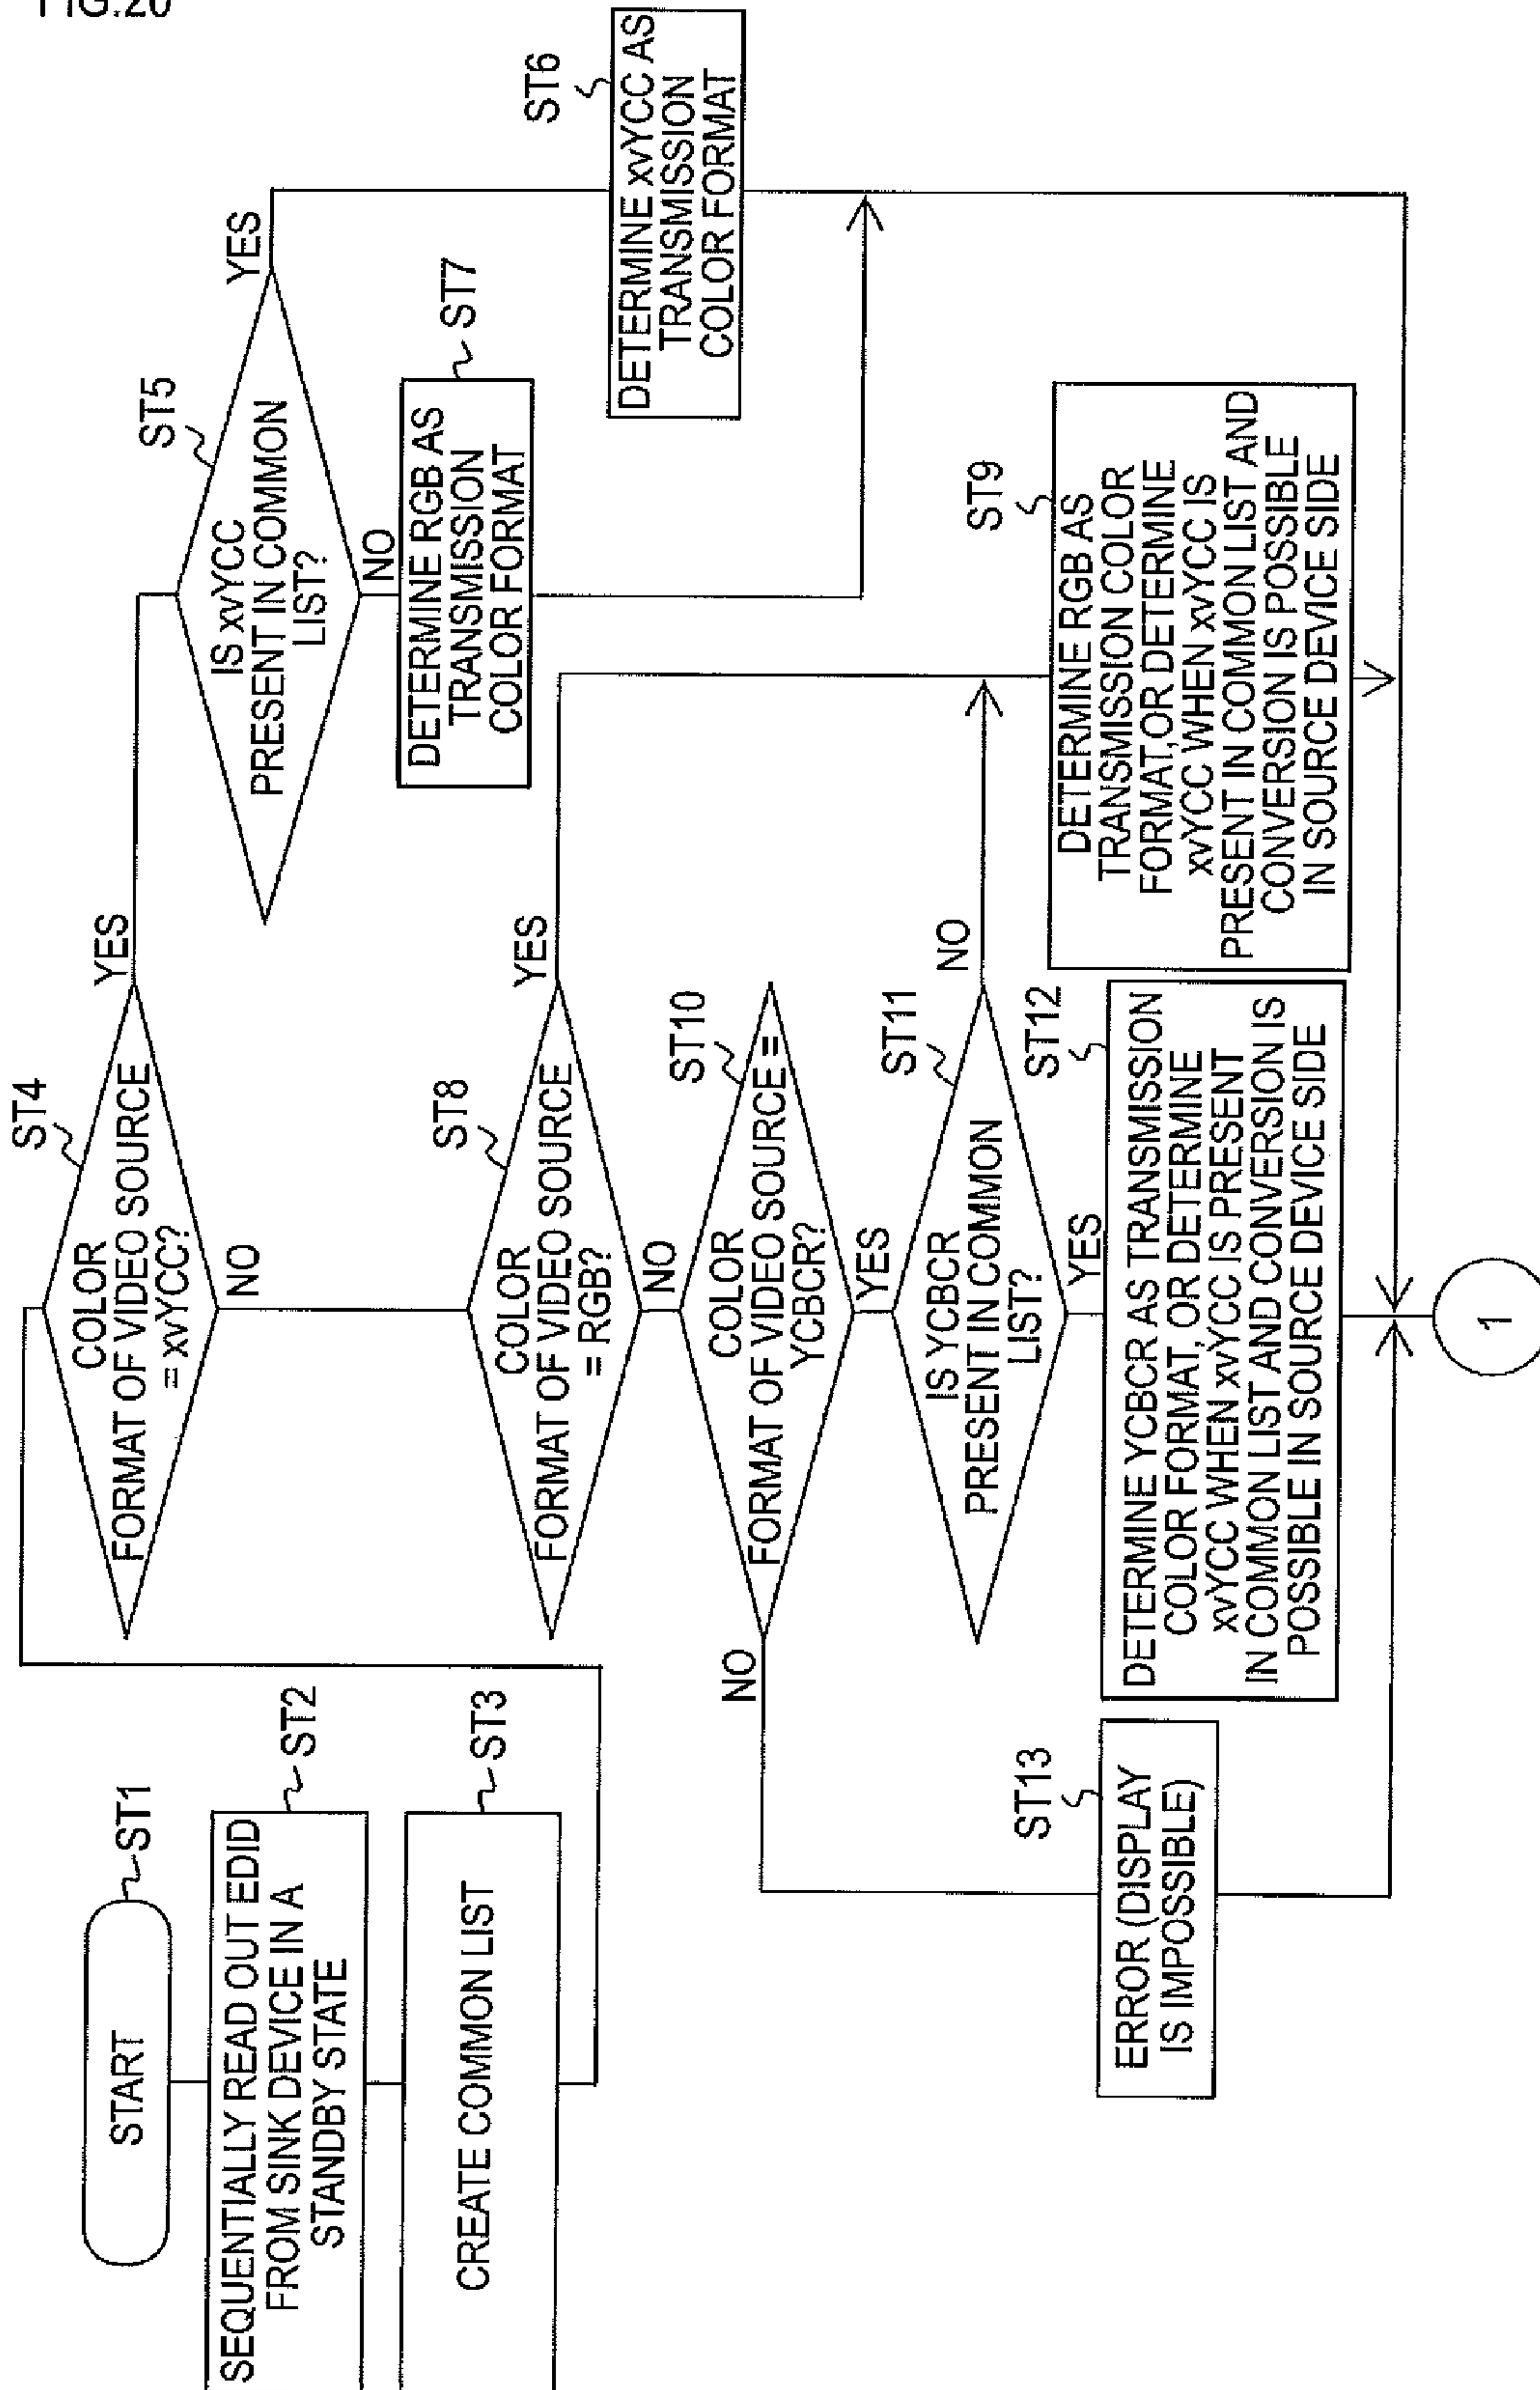 FIG.20
START
ST1
SEQUENTIALLY READ OUT EDID
FROM SINK DEVICE IN A
STANDBY STATE
ST2
CREATE COMMON LIST
ST3
ST4
COLOR
FORMAT OF VIDEO SOURCE
= xvYCC?
YES
NO
ST5
IS xvYCC
PRESENT IN COMMON
LIST?
YES
NO
ST6
DETERMINE xvYCC AS
TRANSMISSION
COLOR FORMAT
ST7
DETERMINE RGB AS
TRANSMISSION
COLOR FORMAT
ST8
COLOR
FORMAT OF VIDEO SOURCE
= RGB?
YES
NO
ST9
DETERMINE RGB AS
TRANSMISSION COLOR
FORMAT,OR DETERMINE
xvYCC WHEN xvYCC IS
PRESENT IN COMMON LIST AND
CONVERSION IS POSSIBLE
IN SOURCE DEVICE SIDE
ST10
COLOR
FORMAT OF VIDEO SOURCE =
YCBCR?
NO
YES
ST11
IS YCBCR
PRESENT IN COMMON
LIST?
NO
YES
ST12
DETERMINE YCBCR AS TRANSMISSION
COLOR FORMAT, OR DETERMINE
xvYCC WHEN xvYCC IS PRESENT
IN COMMON LIST AND CONVERSION IS
POSSIBLE IN SOURCE DEVICE SIDE
ST13
ERROR (DISPLAY
IS IMPOSSIBLE)
1